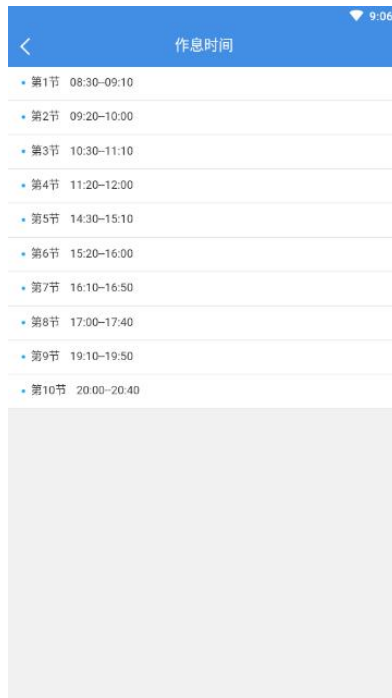 9:06
作息时间
第1节 08:30--09:10
第2节 09:20--10:00
第3节 10:30--11:10
第4节 11:20--12:00
第5节 14:30--15:10
第6节 15:20--16:00
第7节 16:10--16:50
第8节 17:00--17:40
第9节 19:10--19:50
第10节 20:00--20:40